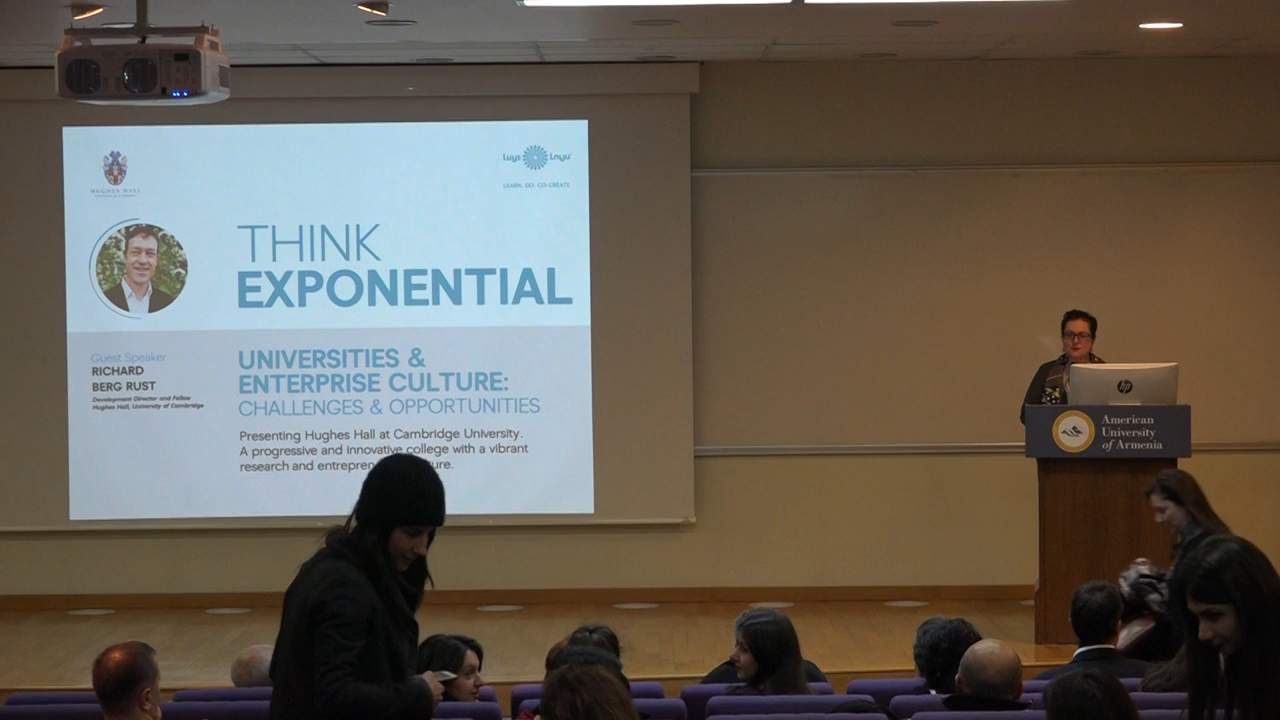 HUGHES HALL
luys Լույս
LEARN. DO. CO-CREATE
THINK
EXPONENTIAL
Guest Speaker
RICHARD
BERG RUST
Development Director and Fellow
Hughes Hall, University of Cambridge
UNIVERSITIES &
ENTERPRISE CULTURE:
CHALLENGES & OPPORTUNITIES
Presenting Hughes Hall at Cambridge University.
A progressive and innovative college with a vibrant
research and
hp
American
University
of Armenia